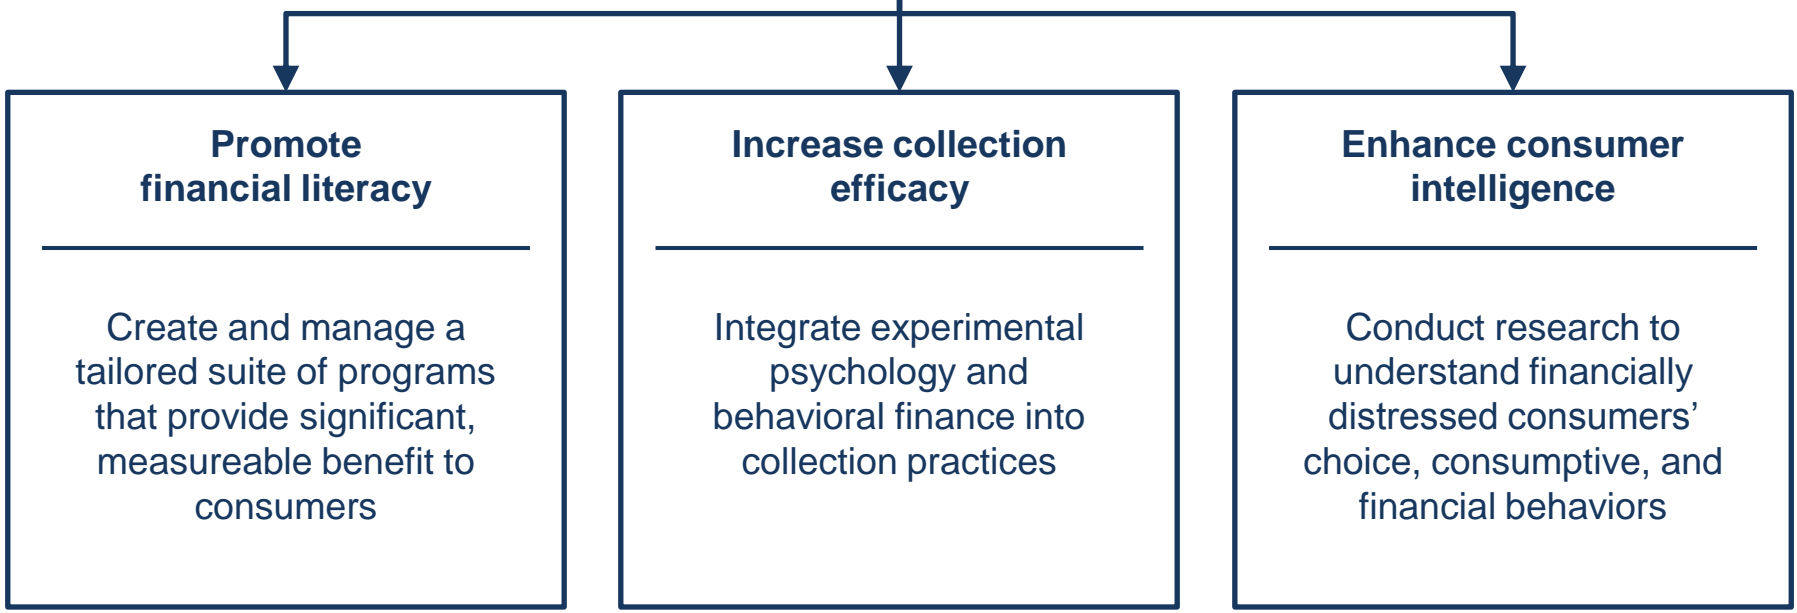 Promote
financial literacy
Create and manage a
tailored suite of programs
that provide significant,
measureable benefit to
consumers
Increase collection
efficacy
Integrate experimental
psychology and
behavioral finance into
collection practices
Enhance consumer
intelligence
Conduct research to
understand financially
distressed consumers’
choice, consumptive, and
financial behaviors